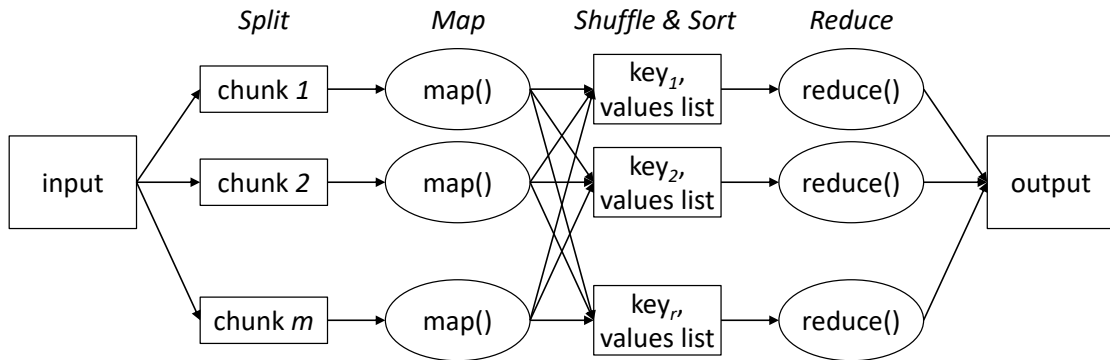 Split Map Shuffle & Sort Reduce
input
chunk 1 map() key₁, values list reduce()
chunk 2 map() key₂, values list reduce()
output
chunk m map() keyᵣ, values list reduce()